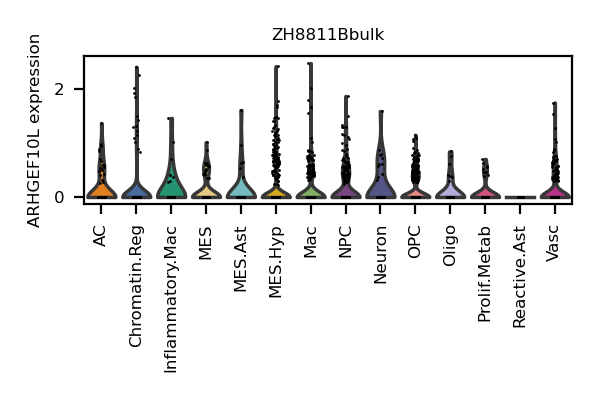 ZH8811Bbulk
ARHGEF10L expression
2
0
AC
Chromatin.Reg
Inflammatory.Mac
MES
MES.Ast
MES.Hyp
Mac
NPC
Neuron
OPC
Oligo
Prolif.Metab
Reactive.Ast
Vasc